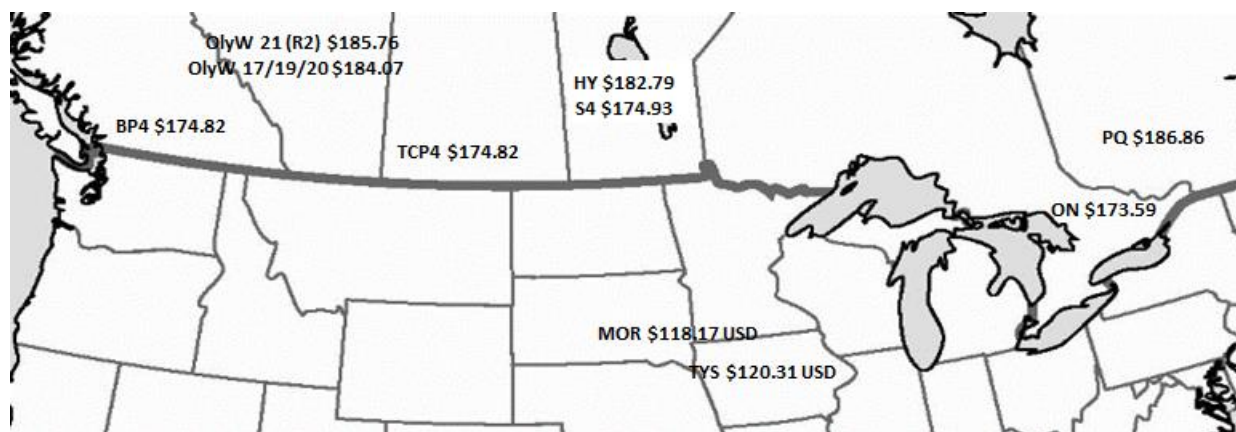 OlyW 21 (R2) $185.76
OlyW 17/19/20 $184.07
HY $182.79
S4 $174.93
BP4 $174.82
TCP4 $174.82
PQ $186.86
ON $173.59
MOR $118.17 USD
TYS $120.31 USD